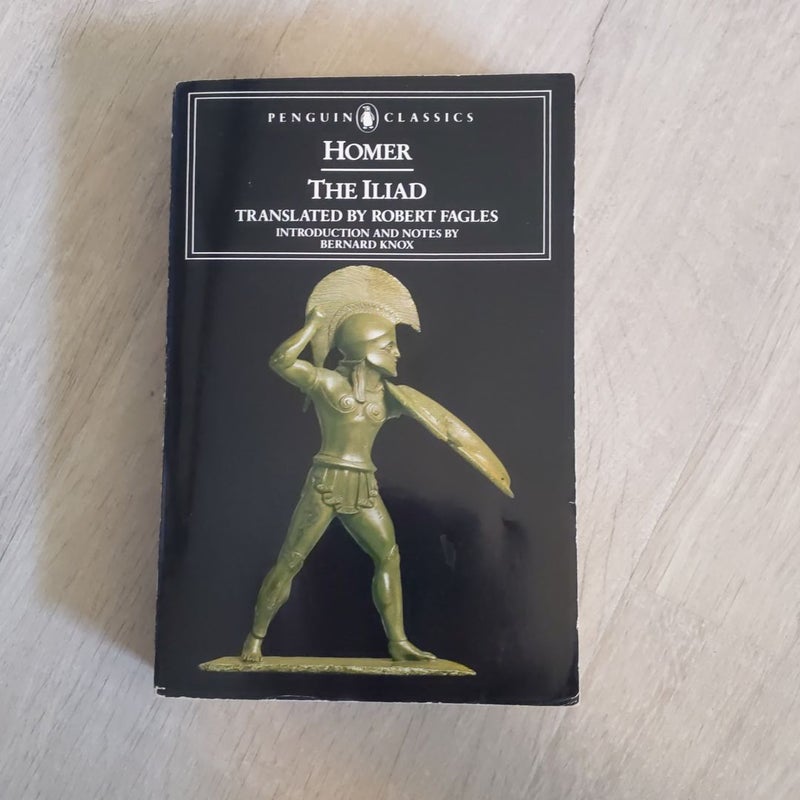 PENGUIN CLASSICS
HOMER
THE ILIAD
TRANSLATED BY ROBERT FAGLES
INTRODUCTION AND NOTES BY
BERNARD KNOX